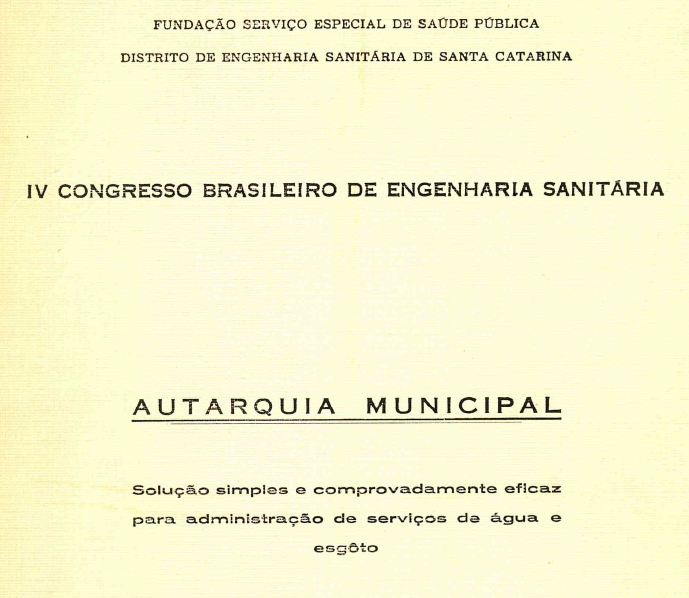 FUNDAÇÃO SERVIÇO ESPECIAL DE SAÚDE PÚBLICA
DISTRITO DE ENGENHARIA SANITÁRIA DE SANTA CATARINA
IV CONGRESSO BRASILEIRO DE ENGENHARIA SANITÁRIA
AUTARQUIA MUNICIPAL
Solução simples e comprovadamente eficaz
para administração de serviços de água e
esgôto